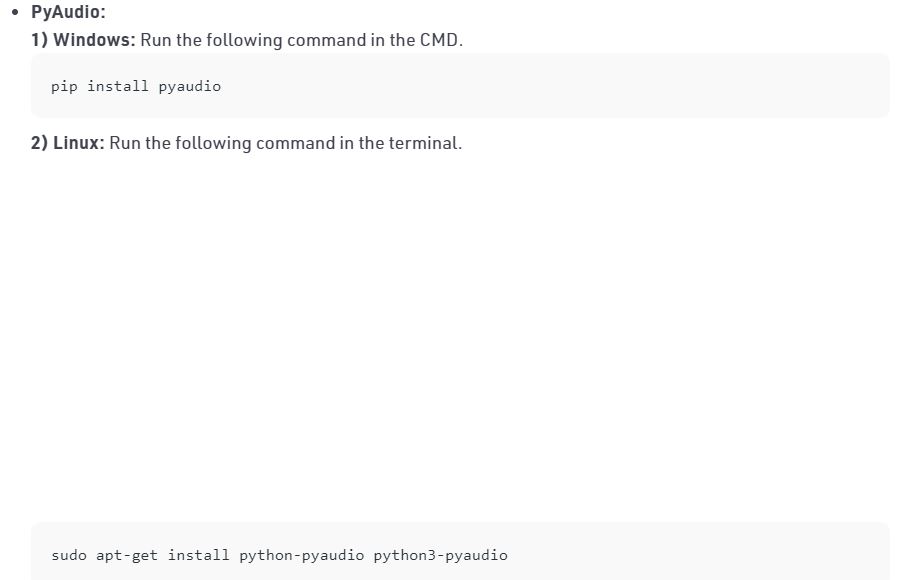 PyAudio:
1) Windows: Run the following command in the CMD.
pip install pyaudio
2) Linux: Run the following command in the terminal.
sudo apt-get install python-pyaudio python3-pyaudio